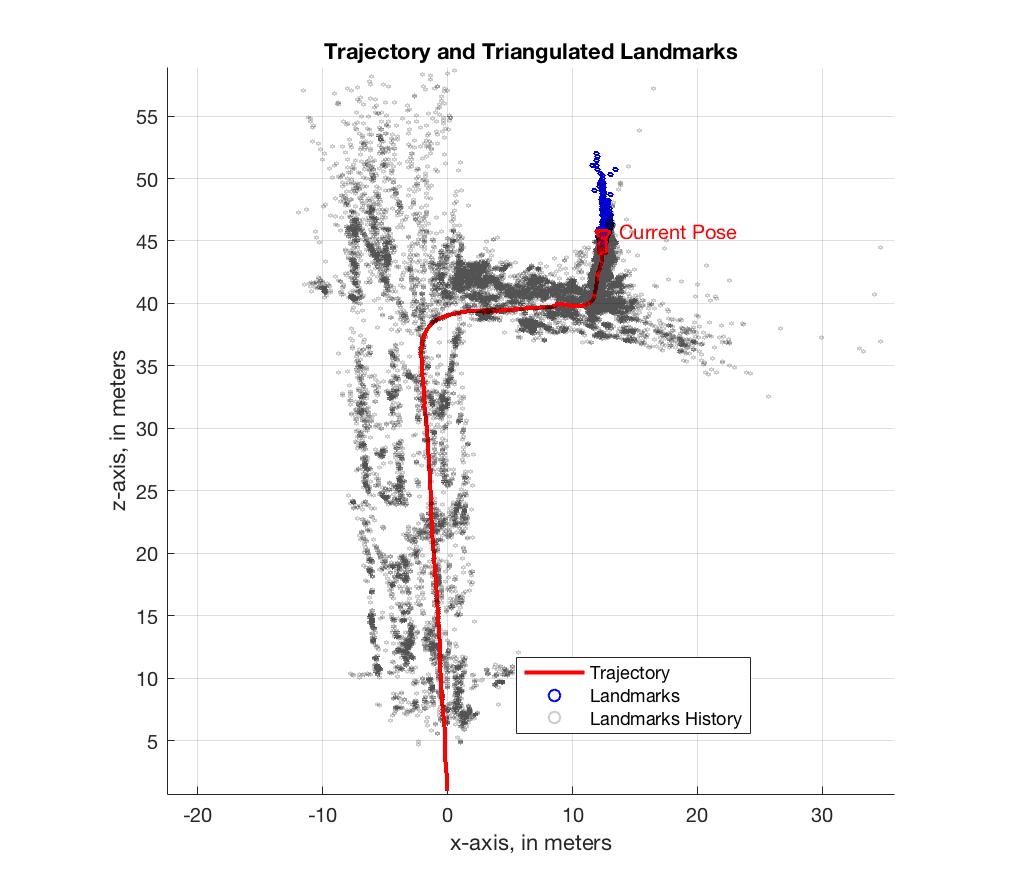 Trajectory and Triangulated Landmarks
55
50
45
40
35
30
25
20
15
10
5
z-axis, in meters
Current Pose
Trajectory
Landmarks
Landmarks History
-20 -10 0 10 20 30
x-axis, in meters